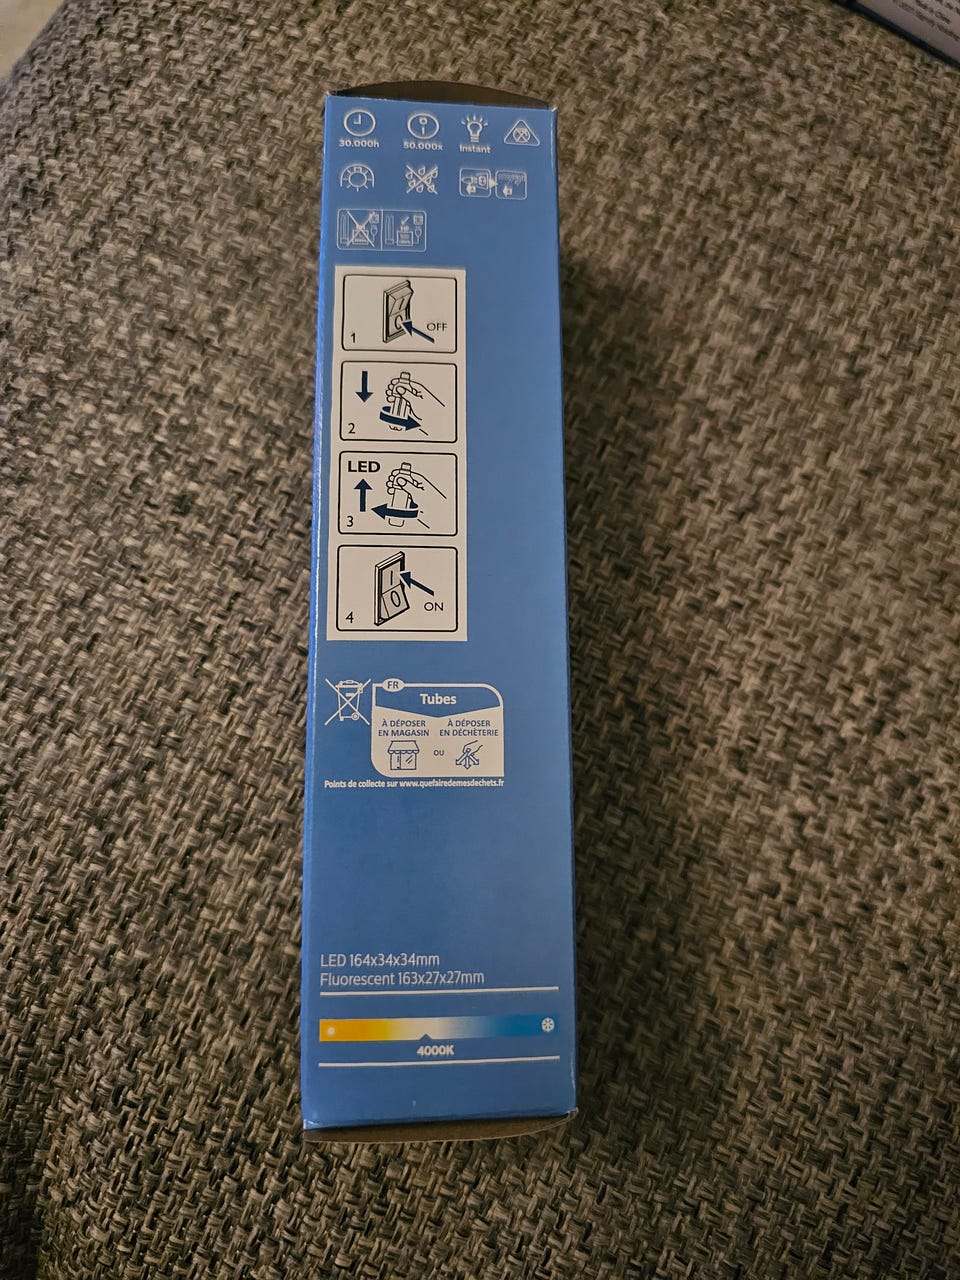 30.000h
50.000x
Instant
OFF
1
2
LED
3
ON
4
FR
Tubes
À DÉPOSER
EN MAGASIN
OU
À DÉPOSER
EN DÉCHÈTERIE
Points de collecte sur www.quefairedemesdechets.fr
LED 164x34x34mm
Fluorescent 163x27x27mm
4000K